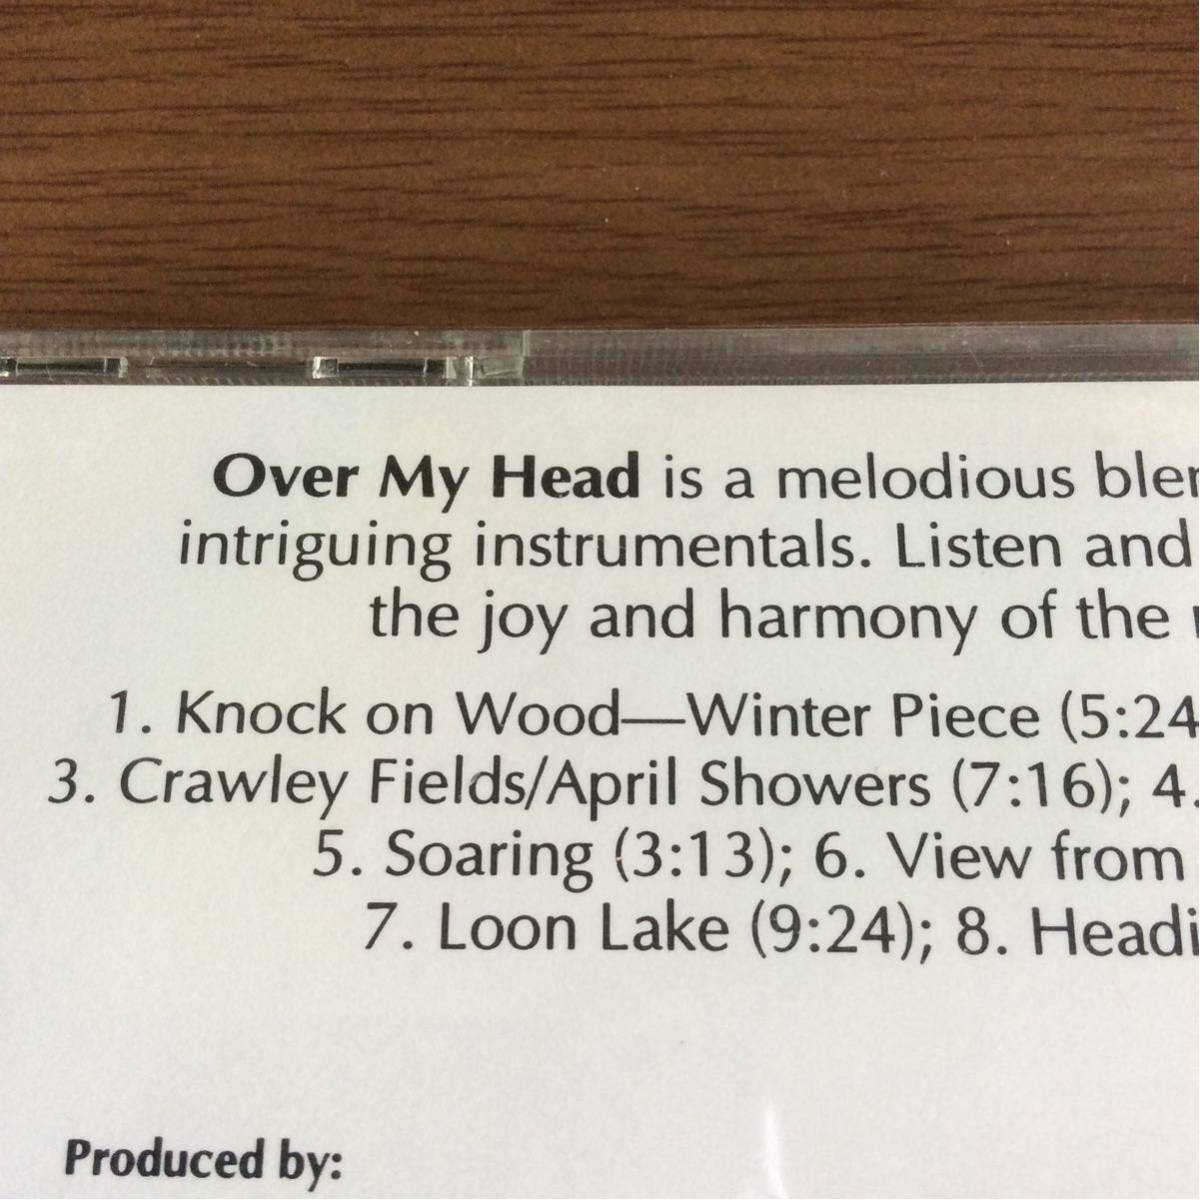 Over My Head is a melodious
intriguing instrumentals. Listen and
the joy and harmony of the
1. Knock on Wood—Winter Piece (5:24
3. Crawley Fields/April Showers (7:16); 4.
5. Soaring (3:13); 6. View from
7. Loon Lake (9:24); 8.
Produced by: